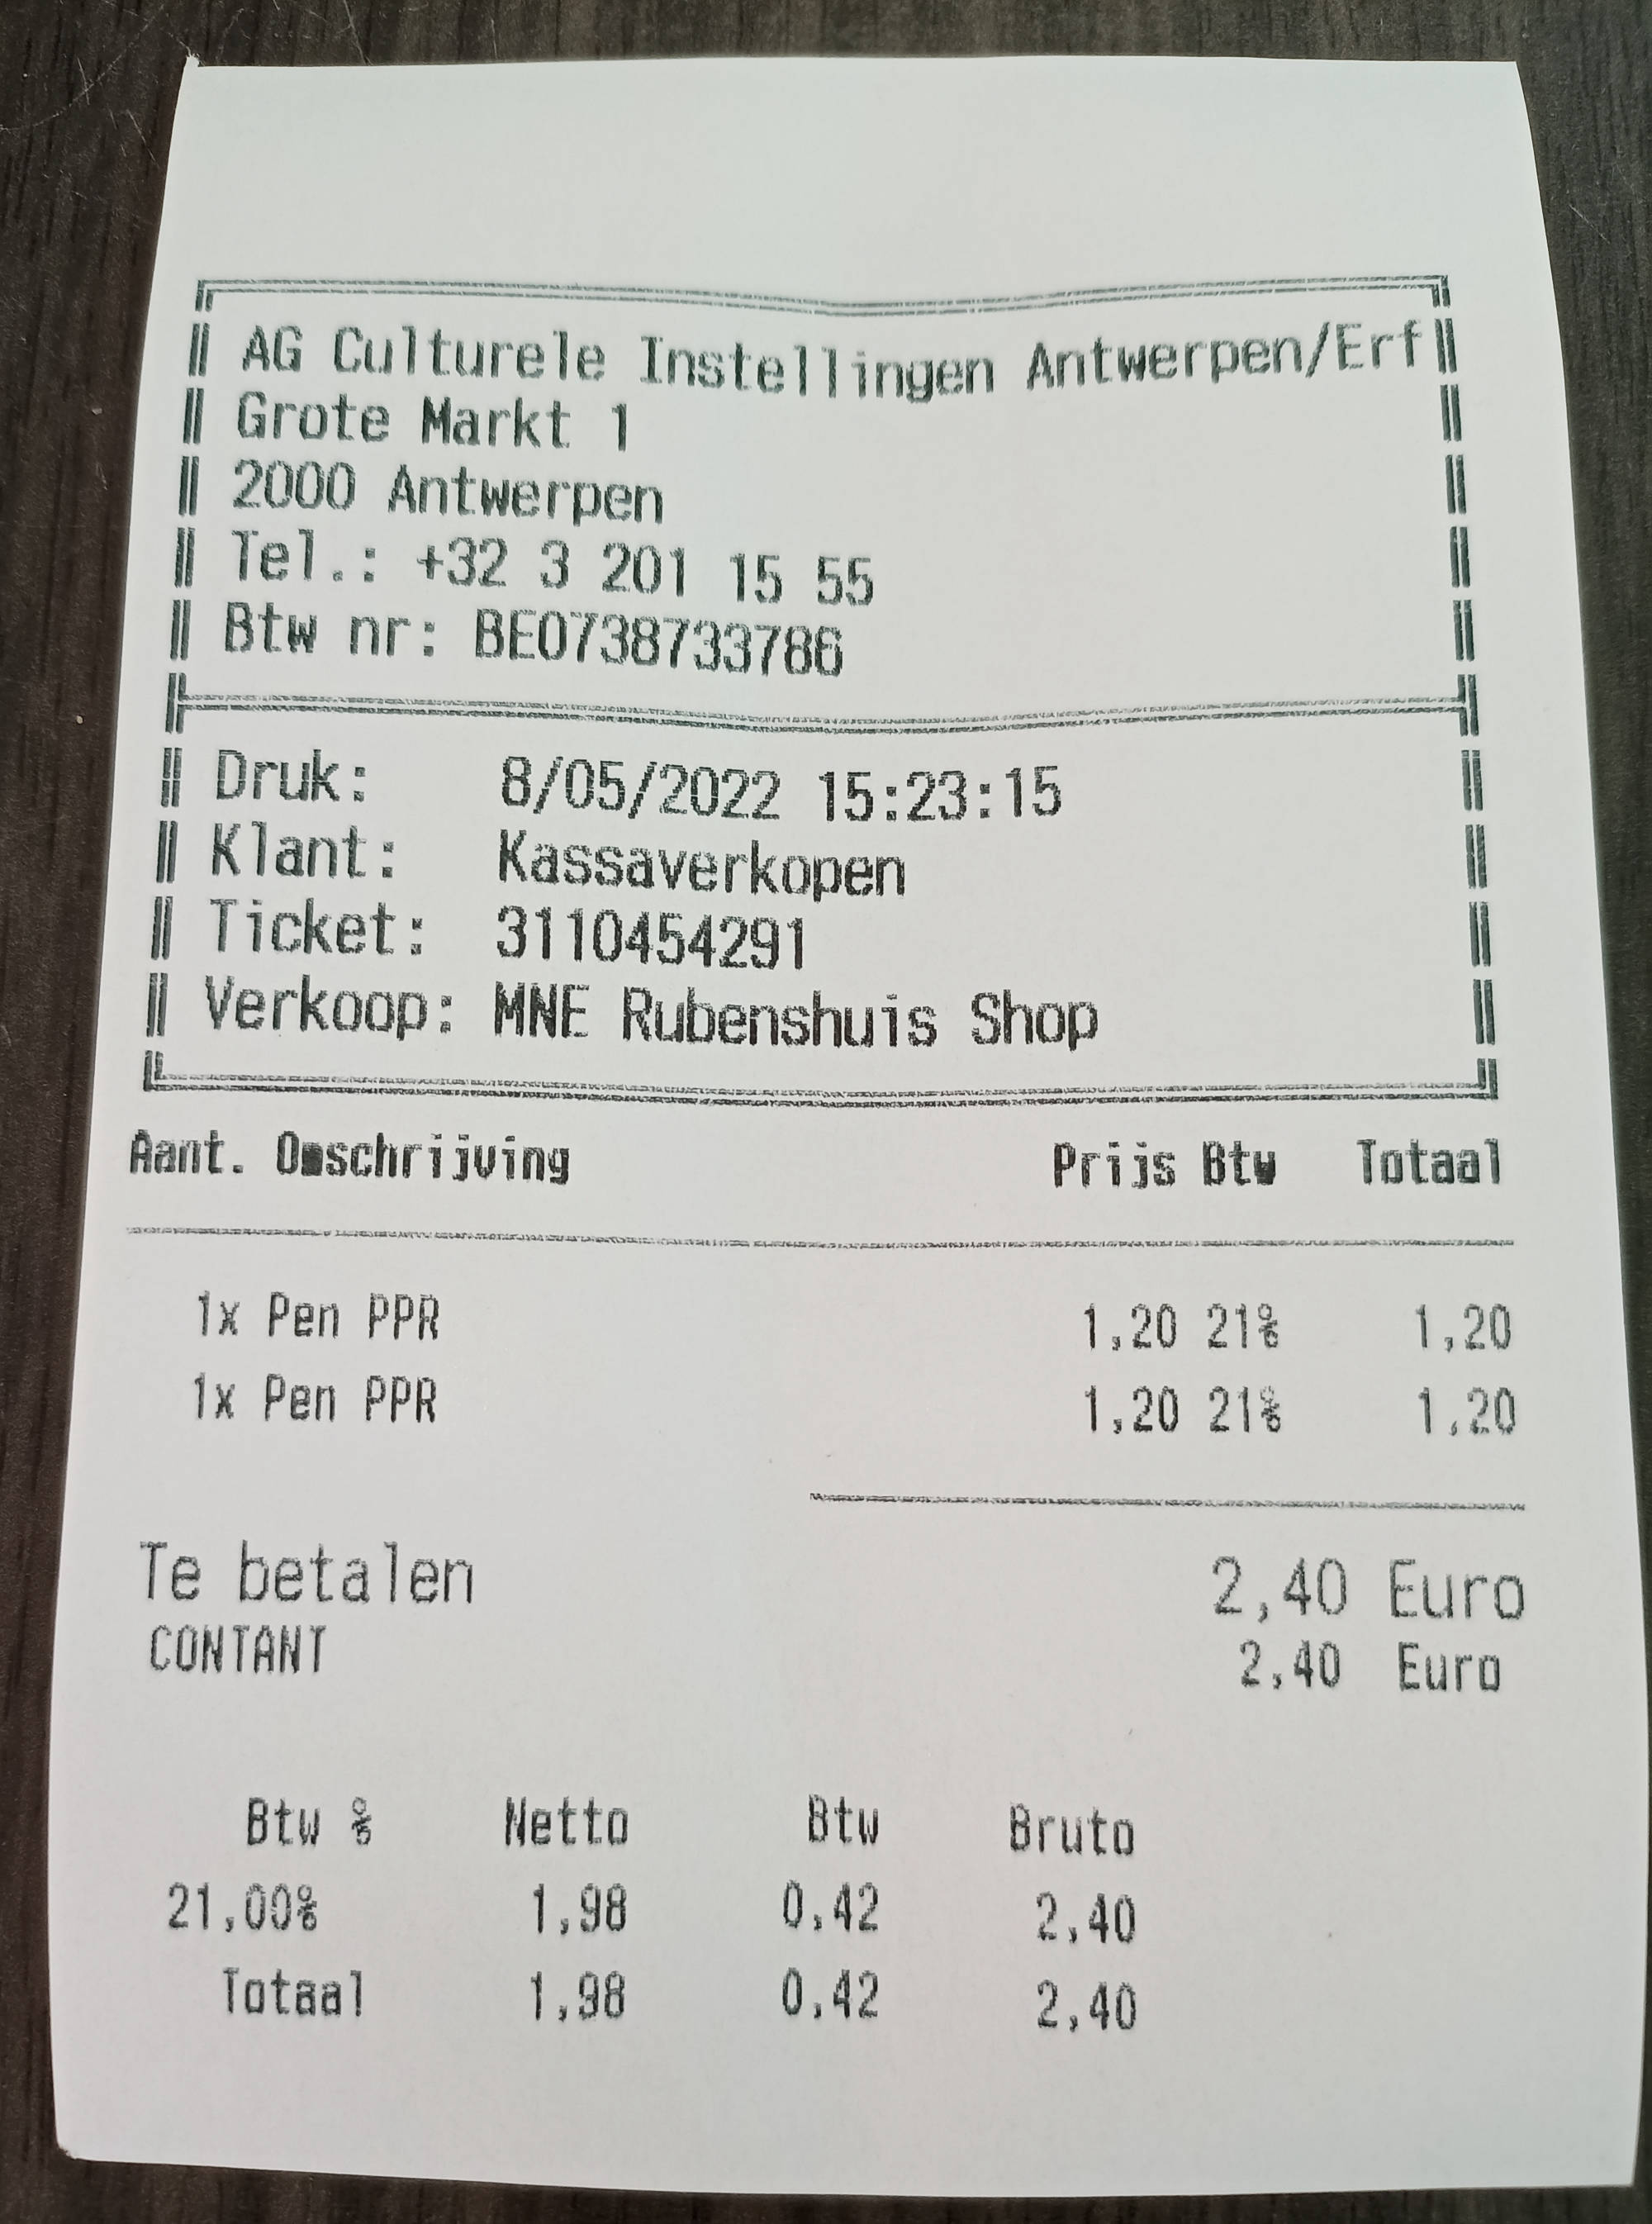 AG Culturele Instellingen Antwerpen/Erf
Grote Markt 1
2000 Antwerpen
Tel.: +32 3 201 15 55
Btw nr: BE0738733786
Druk: 8/05/2022 15:23:15
Klant: Kassaverkopen
Ticket: 3110454291
Verkoop: MNE Rubenshuis Shop
Aant. Omschrijving Prijs Btw Totaal
1x Pen PPR 1,20 21% 1,20
1x Pen PPR 1,20 21% 1,20
Te betalen 2,40 Euro
CONTANT 2,40 Euro
Btw % Netto Btw Bruto
21,00% 1,98 0,42 2,40
Totaal 1,98 0,42 2,40